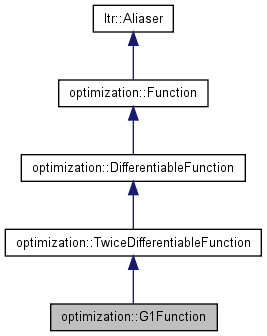 ltr::Aliaser
optimization::Function
optimization::DifferentiableFunction
optimization::TwiceDifferentiableFunction
optimization::G1Function